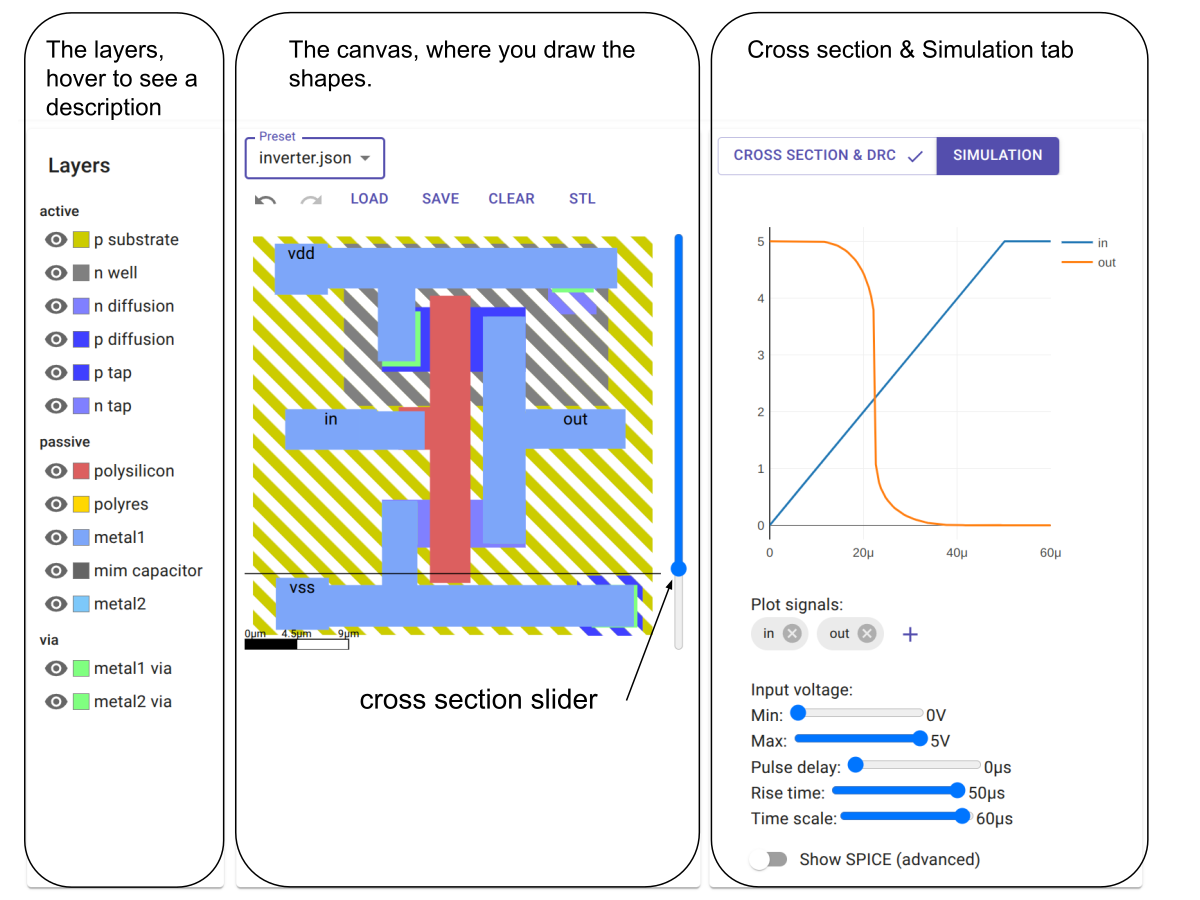 The layers,
hover to see a
description
Layers
active
p substrate
n well
n diffusion
p diffusion
p tap
n tap
passive
polysilicon
polyres
metal1
mim capacitor
metal2
via
metal1 via
metal2 via
The canvas, where you draw the
shapes.
Preset
inverter.json
LOAD SAVE CLEAR STL
vdd
in out
vss
0µm 4.5µm 9µm
cross section slider
Cross section & Simulation tab
CROSS SECTION & DRC SIMULATION
5
4
3
2
1
0
0 20µ 40µ 60µ
in
out
Plot signals:
in out +
Input voltage:
Min: 0V
Max: 5V
Pulse delay: 0µs
Rise time: 50µs
Time scale: 60µs
Show SPICE (advanced)